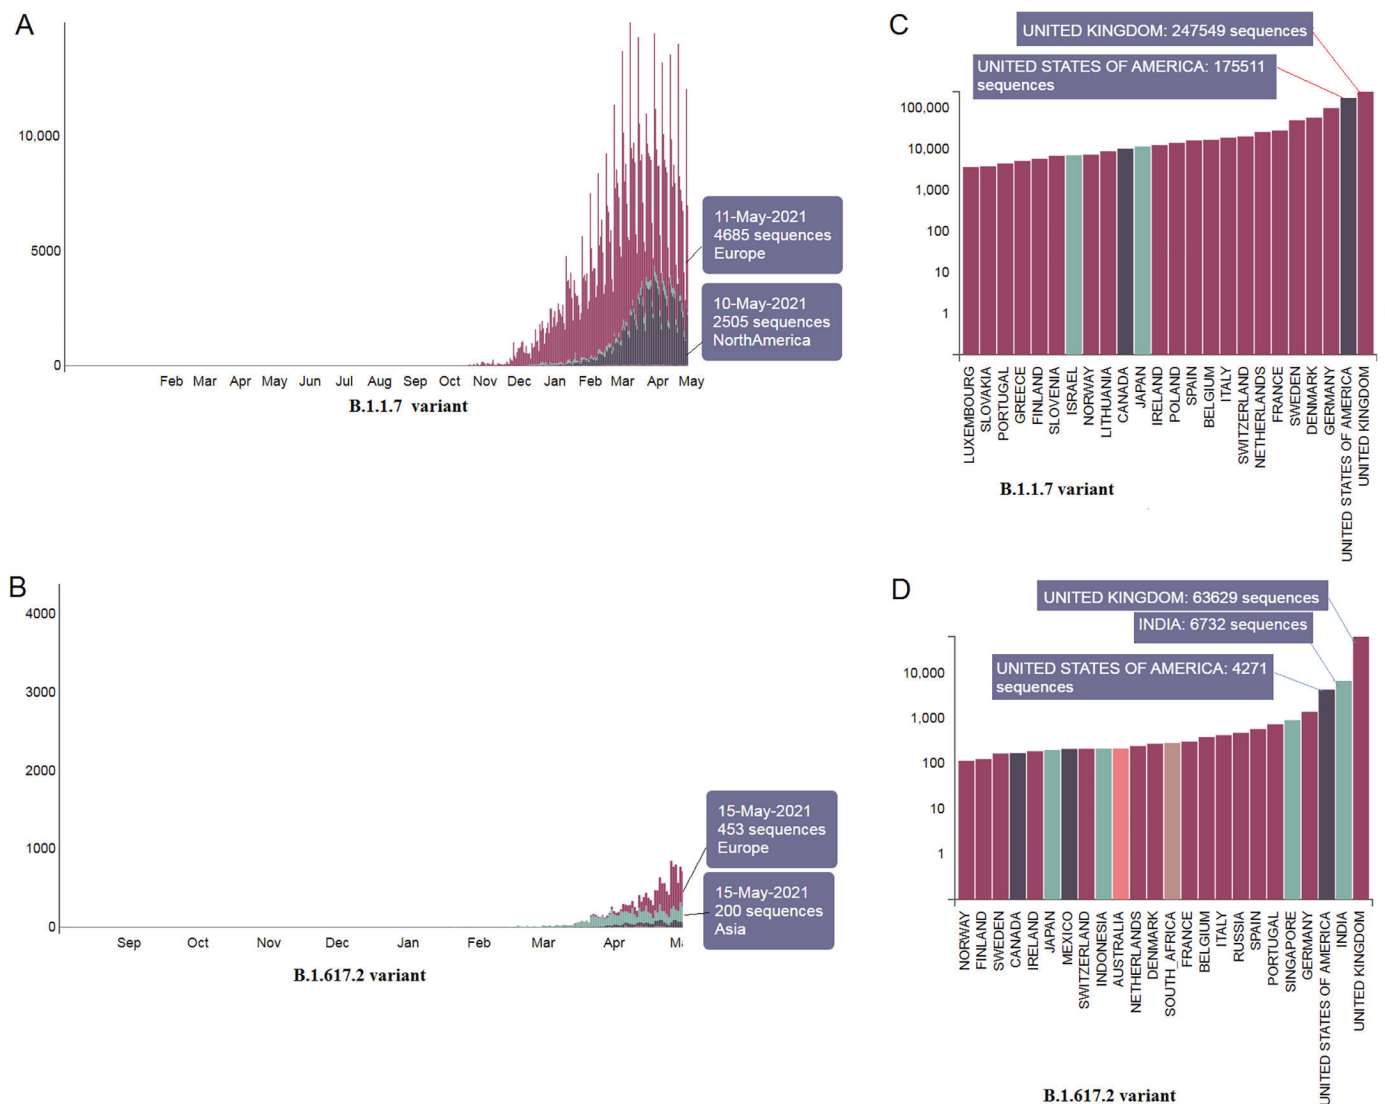 A
10,000
5000
0
Feb Mar Apr May Jun Jul Aug Sep Oct Nov Dec Jan Feb Mar Apr May
B.1.1.7 variant
11-May-2021
4685 sequences
Europe
10-May-2021
2505 sequences
NorthAmerica
C
UNITED KINGDOM: 247549 sequences
UNITED STATES OF AMERICA: 175511
sequences
100,000
10,000
1,000
100
10
1
LUXEMBOURG
SLOVAKIA
PORTUGAL
GREECE
FINLAND
SLOVENIA
ISRAEL
NORWAY
LITHUANIA
CANADA
JAPAN
IRELAND
POLAND
SPAIN
BELGIUM
ITALY
SWITZERLAND
NETHERLANDS
FRANCE
SWEDEN
DENMARK
GERMANY
UNITED STATES OF AMERICA
UNITED KINGDOM
B.1.1.7 variant
B
4000
3000
2000
1000
0
Sep Oct Nov Dec Jan Feb Mar Apr
B.1.617.2 variant
15-May-2021
453 sequences
Europe
15-May-2021
200 sequences
Asia
D
UNITED KINGDOM: 63629 sequences
INDIA: 6732 sequences
UNITED STATES OF AMERICA: 4271
sequences
10,000
1,000
100
10
1
NORWAY
FINLAND
SWEDEN
CANADA
IRELAND
JAPAN
MEXICO
SWITZERLAND
INDONESIA
AUSTRALIA
NETHERLANDS
DENMARK
SOUTH_AFRICA
FRANCE
BELGIUM
ITALY
RUSSIA
SPAIN
PORTUGAL
SINGAPORE
GERMANY
UNITED STATES OF AMERICA
INDIA
UNITED KINGDOM
B.1.617.2 variant